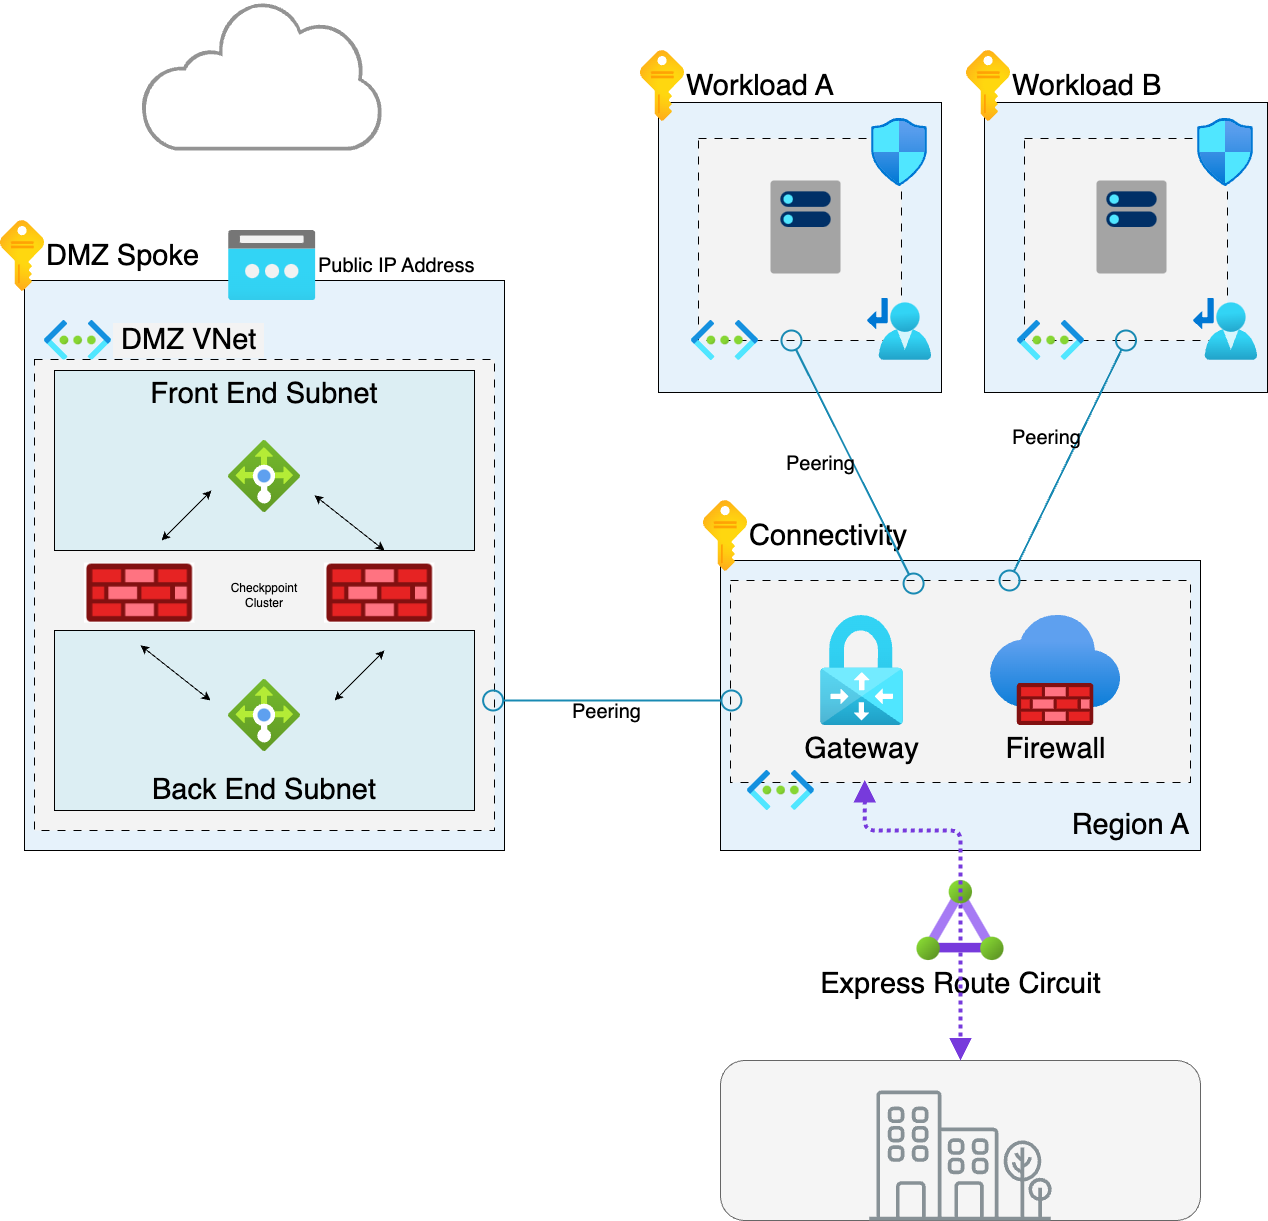 Workload A
Workload B
DMZ Spoke
Public IP Address
DMZ VNet
Front End Subnet
Checkppoint
Cluster
Back End Subnet
Peering
Peering
Peering
Connectivity
Gateway
Firewall
Region A
Express Route Circuit